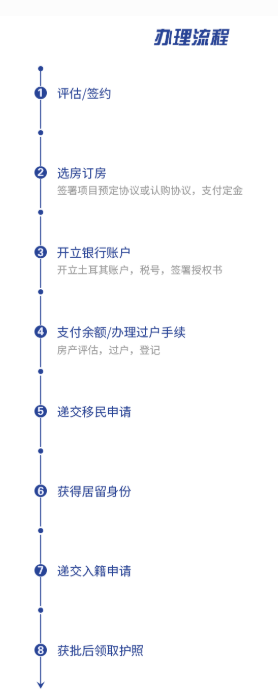 办理流程
1 评估/签约
2 选房订房
签署项目预定协议或认购协议，支付定金
3 开立银行账户
开立土耳其账户，税号，签署授权书
4 支付余额/办理过户手续
房产评估，过户，登记
5 递交移民申请
6 获得居留身份
7 递交入籍申请
8 获批后领取护照